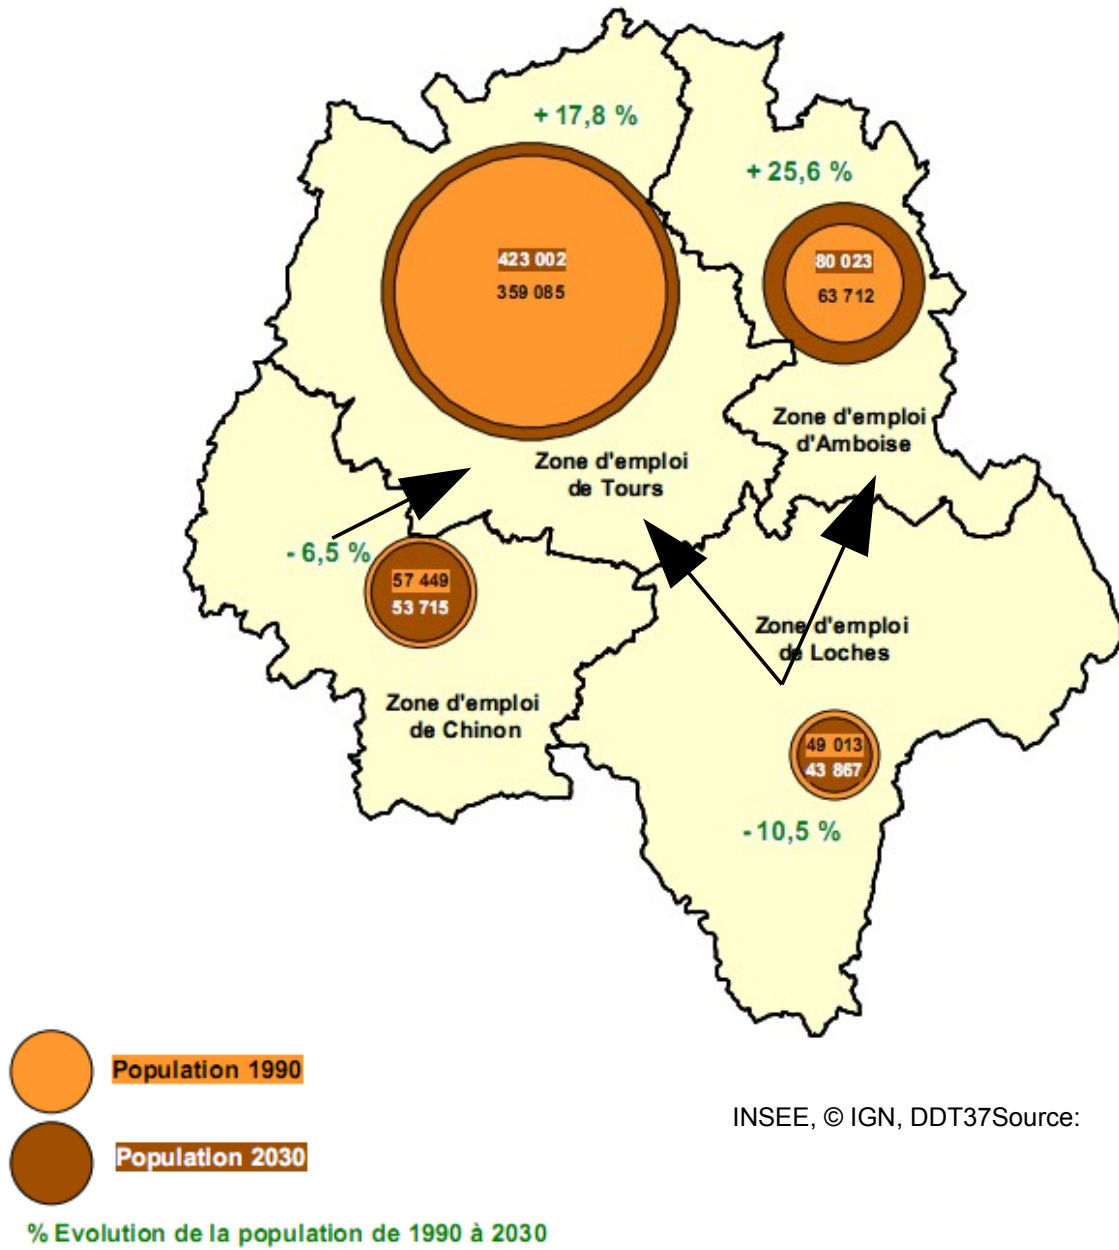 + 17,8 %
+ 25,6 %
423 002
359 085
80 023
63 712
Zone d'emploi
d'Amboise
Zone d'emploi
de Tours
- 6,5 %
57 449
53 715
Zone d'emploi
de Loches
Zone d'emploi
de Chinon
49 013
43 867
- 10,5 %
Population 1990
INSEE, © IGN, DDT37Source:
Population 2030
% Evolution de la population de 1990 à 2030